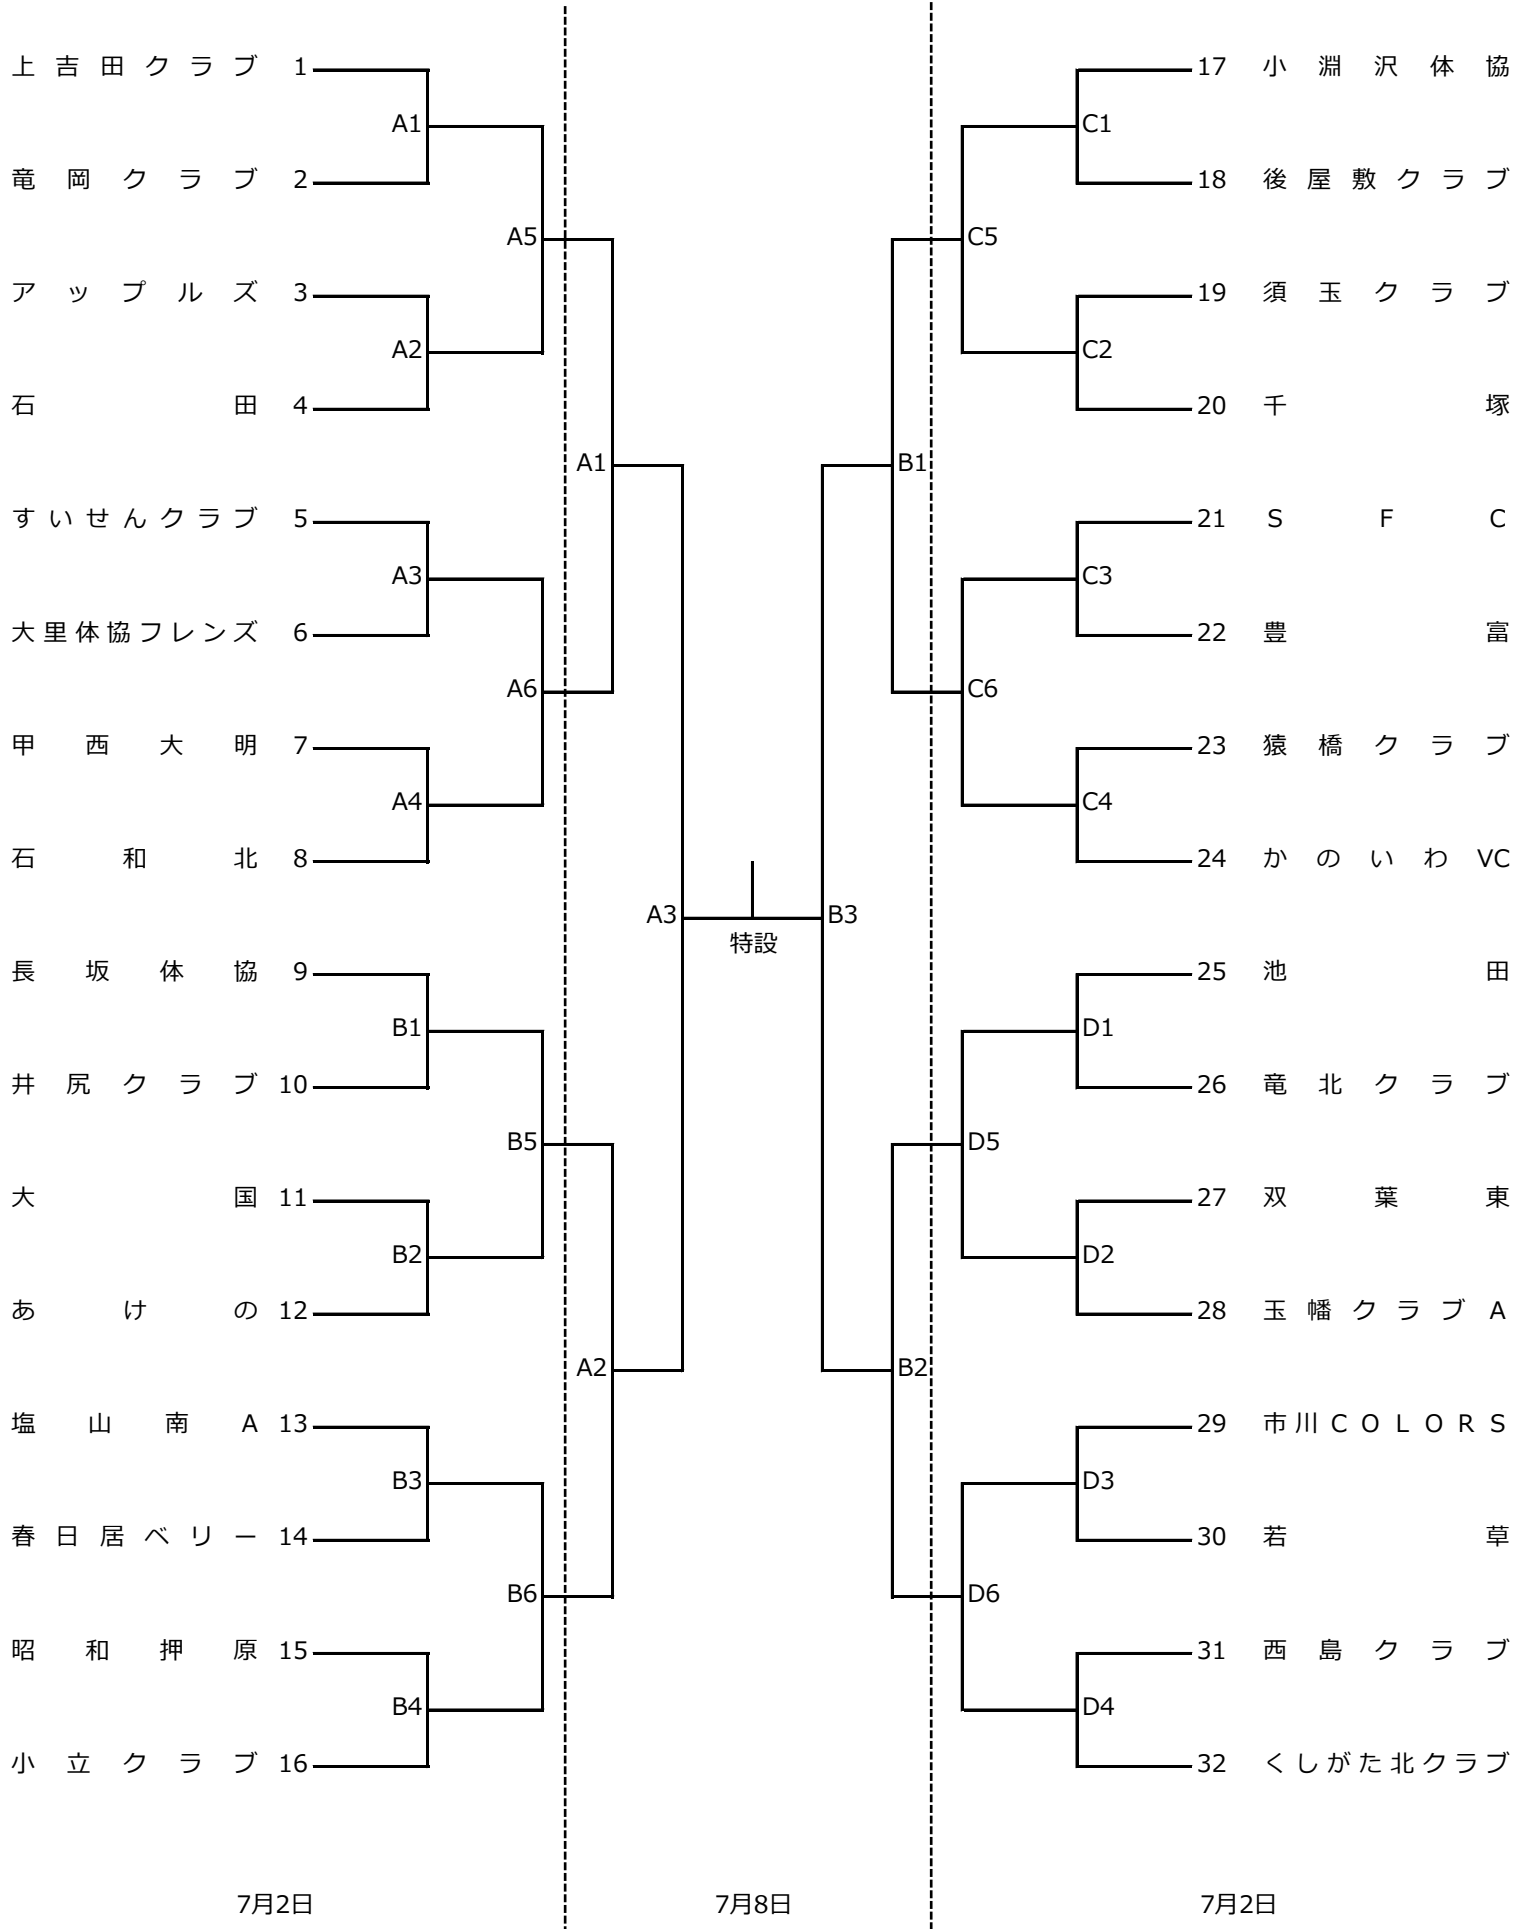 上吉田クラブ 1
A1
竜岡クラブ 2
A5
アップルズ 3
A2
石田 4
A1
すいせんクラブ 5
A3
大里体協フレンズ 6
A6
甲西大明 7
A4
石和北 8
A3
長坂体協 9
B1
井尻クラブ 10
B5
大国 11
B2
あけの 12
A2
塩山南A 13
B3
春日居ベリー 14
B6
昭和押原 15
B4
小立クラブ 16
7月2日
特設
7月8日
17 小淵沢体協
C1
18 後屋敷クラブ
C5
19 須玉クラブ
C2
20 千塚
B1
21 SFC
C3
22 豊富
C6
23 猿橋クラブ
C4
24 かのいわVC
B3
25 池田
D1
26 竜北クラブ
D5
27 双葉東
D2
28 玉幡クラブA
B2
29 市川COLORS
D3
30 若草
D6
31 西島クラブ
D4
32 くしがた北クラブ
7月2日